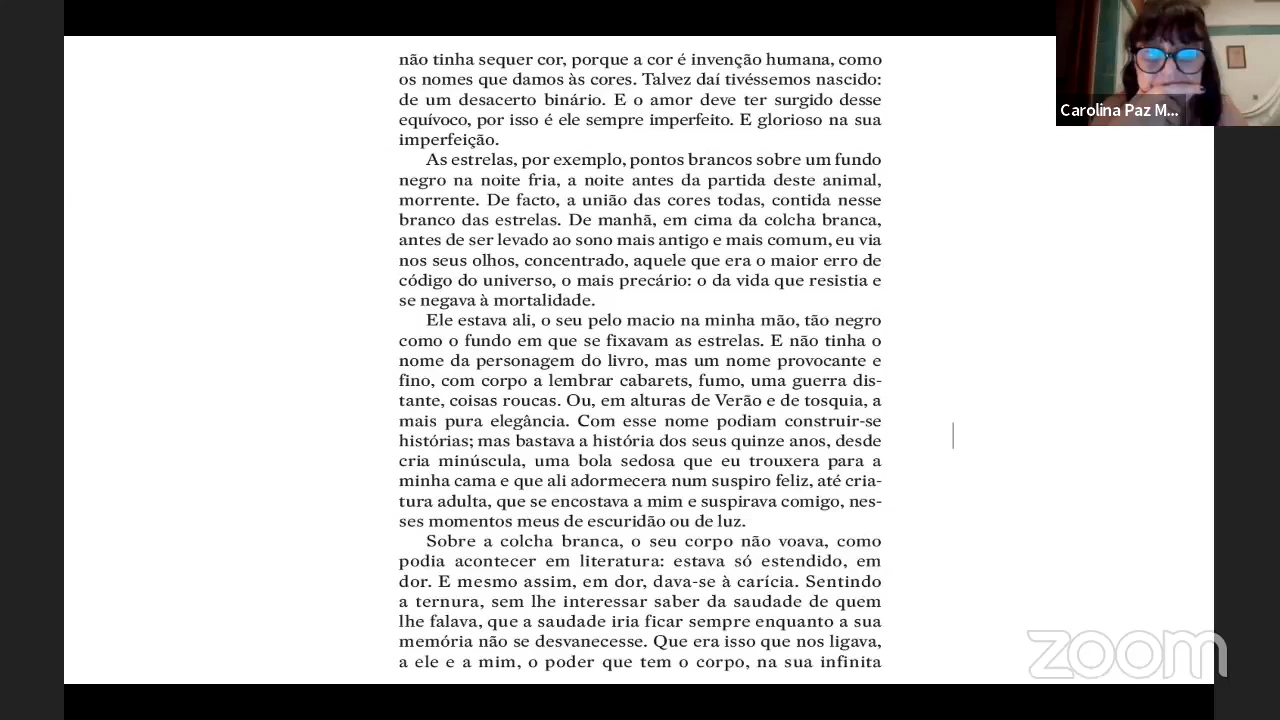 não tinha sequer cor, porque a cor é invenção humana, como
os nomes que damos às cores. Talvez daí tivéssemos nascido:
de um desacerto binário. E o amor deve ter surgido desse
equívoco, por isso é ele sempre imperfeito. E glorioso na sua
imperfeição.
As estrelas, por exemplo, pontos brancos sobre um fundo
negro na noite fria, a noite antes da partida deste animal,
morrente. De facto, a união das cores todas, contida nesse
branco das estrelas. De manhã, em cima da colcha branca,
antes de ser levado ao sono mais antigo e mais comum, eu via
nos seus olhos, concentrado, aquele que era o maior erro de
código do universo, o mais precário: o da vida que resistia e
se negava à mortalidade.
Ele estava ali, o seu pelo macio na minha mão, tão negro
como o fundo em que se fixavam as estrelas. E não tinha o
nome da personagem do livro, mas um nome provocante e
fino, com corpo a lembrar cabarets, fumo, uma guerra dis-
tante, coisas roucas. Ou, em alturas de Verão e de tosquia, a
mais pura elegância. Com esse nome podiam construir-se
histórias; mas bastava a história dos seus quinze anos, desde
cria minúscula, uma bola sedosa que eu trouxera para a
minha cama e que ali adormecera num suspiro feliz, até cria-
tura adulta, que se encostava a mim e suspirava comigo, nes-
ses momentos meus de escuridão ou de luz.
Sobre a colcha branca, o seu corpo não voava, como
podia acontecer em literatura: estava só estendido, em
dor. E mesmo assim, em dor, dava-se à carícia. Sentindo
a ternura, sem lhe interessar saber da saudade de quem
lhe falava, que a saudade iria ficar sempre enquanto a sua
memória não se desvanecesse. Que era isso que nos ligava,
a ele e a mim, o poder que tem o corpo, na sua infinita
Carolina Paz M...
zoom